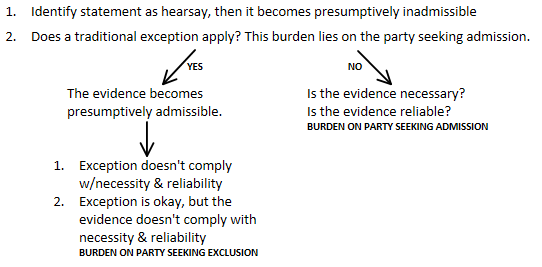 1. Identify statement as hearsay, then it becomes presumptively inadmissible
2. Does a traditional exception apply? This burden lies on the party seeking admission.
YES
NO
The evidence becomes
presumptively admissible.
Is the evidence necessary?
Is the evidence reliable?
BURDEN ON PARTY SEEKING ADMISSION
1. Exception doesn't comply
w/necessity & reliability
2. Exception is okay, but the
evidence doesn't comply with
necessity & reliability
BURDEN ON PARTY SEEKING EXCLUSION